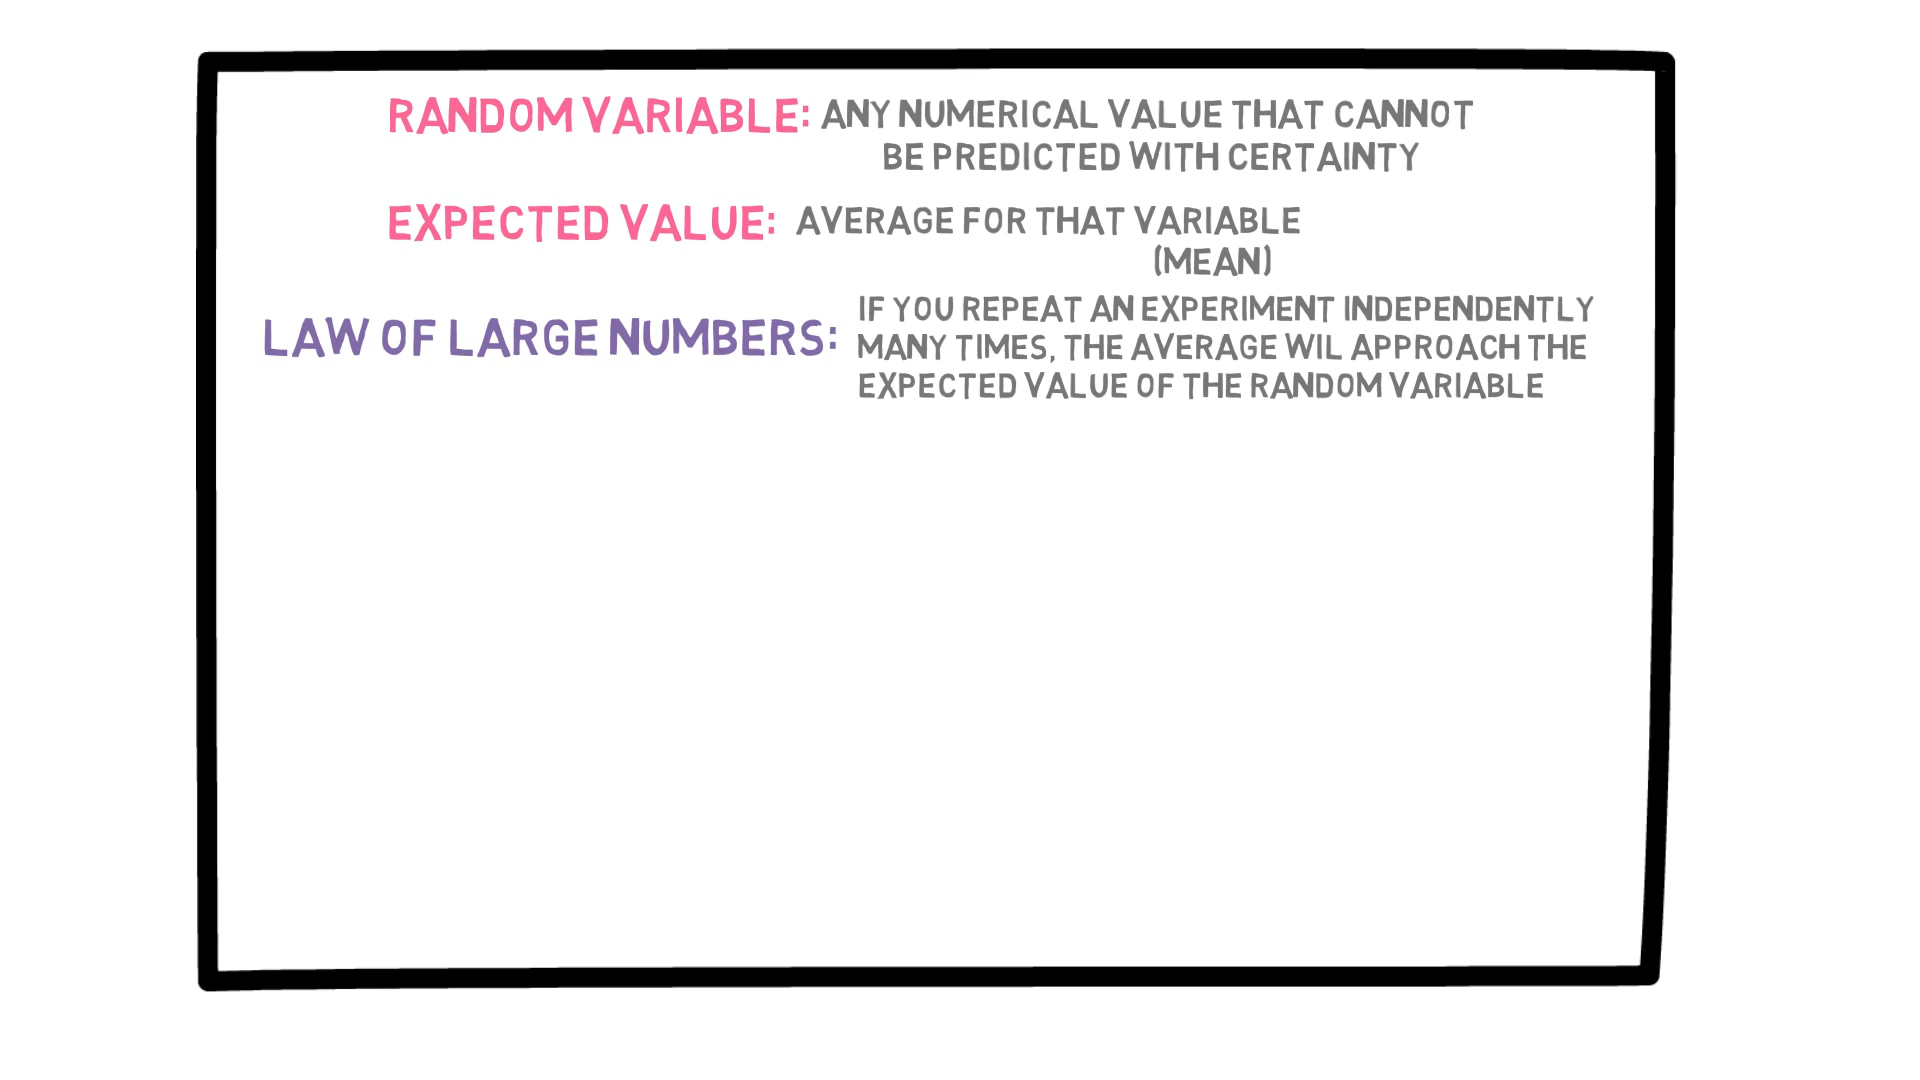 RANDOM VARIABLE: ANY NUMERICAL VALUE THAT CANNOT
BE PREDICTED WITH CERTAINTY
EXPECTED VALUE: AVERAGE FOR THAT VARIABLE
(MEAN)
LAW OF LARGE NUMBERS: IF YOU REPEAT AN EXPERIMENT INDEPENDENTLY
MANY TIMES, THE AVERAGE WIL APPROACH THE
EXPECTED VALUE OF THE RANDOM VARIABLE